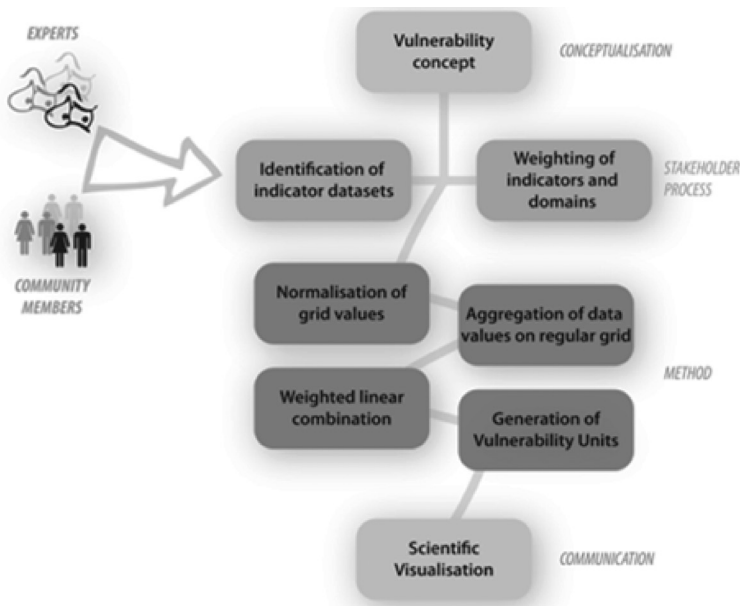 EXPERTS
COMMUNITY
MEMBERS
Vulnerability
concept
CONCEPTUALISATION
Identification of
indicator datasets
Weighting of
indicators and
domains
STAKEHOLDER
PROCESS
Normalisation of
grid values
Aggregation of data
values on regular grid
METHOD
Weighted linear
combination
Generation of
Vulnerability Units
Scientific
Visualisation
COMMUNICATION